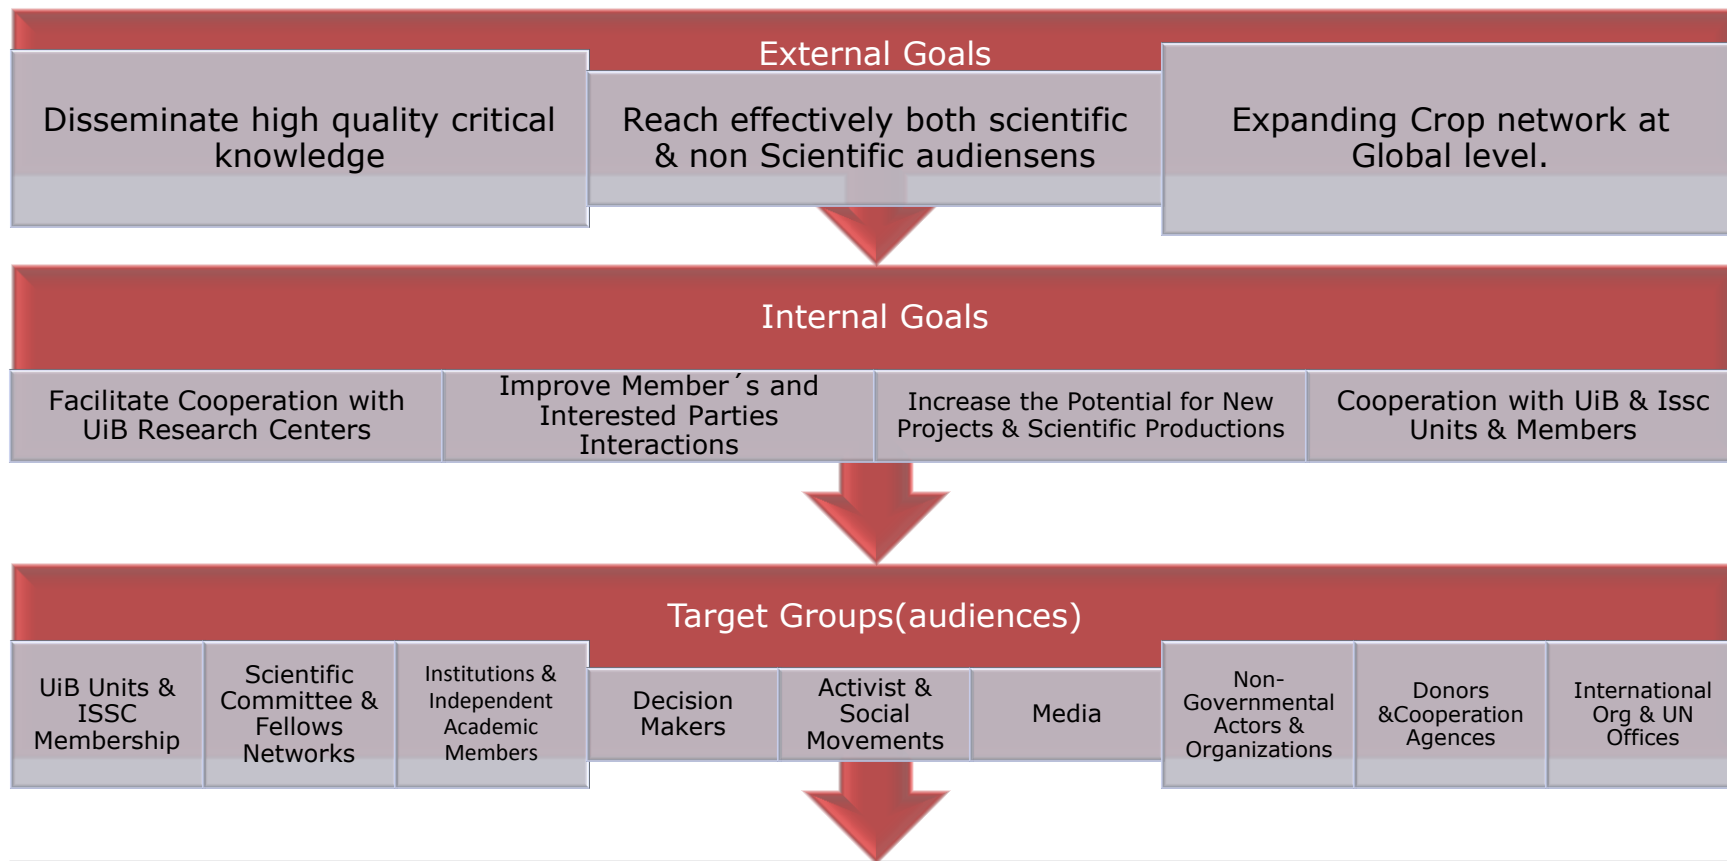 External Goals
Disseminate high quality critical
knowledge
Reach effectively both scientific
& non Scientific audiensens
Expanding Crop network at
Global level.
Internal Goals
Facilitate Cooperation with
UiB Research Centers
Improve Member´s and
Interested Parties
Interactions
Increase the Potential for New
Projects & Scientific Productions
Cooperation with UiB & Issc
Units & Members
Target Groups(audiences)
UiB Units &
ISSC
Membership
Scientific
Committee &
Fellows
Networks
Institutions &
Independent
Academic
Members
Decision
Makers
Activist &
Social
Movements
Media
Non-
Governmental
Actors &
Organizations
Donors
&Cooperation
Agences
International
Org & UN
Offices